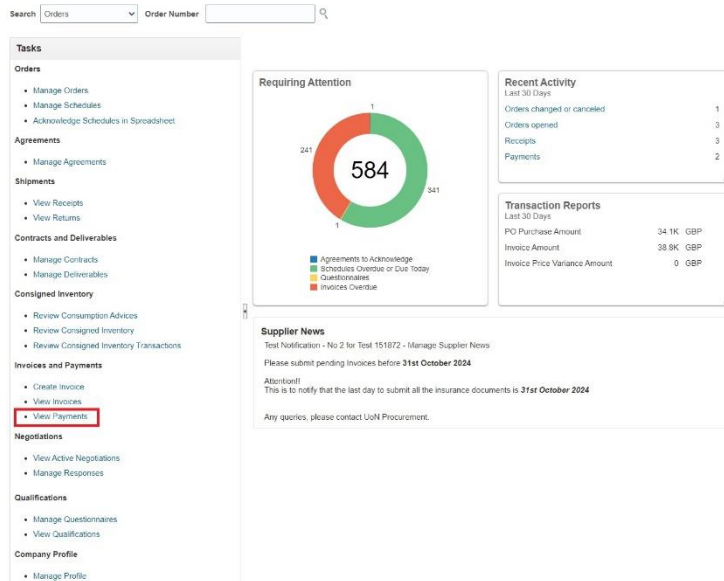 Search Orders Order Number
Tasks
Orders
Manage Orders
Manage Schedules
Acknowledge Schedules in Spreadsheet
Agreements
Manage Agreements
Shipments
View Receipts
View Returns
Contracts and Deliverables
Manage Contracts
Manage Deliverables
Consigned Inventory
Review Consumption Advices
Review Consigned Inventory
Review Consigned Inventory Transactions
Invoices and Payments
Create Invoice
View Invoices
View Payments
Negotiations
View Active Negotiations
Manage Responses
Qualifications
Manage Questionnaires
View Qualifications
Company Profile
Manage Profile
Requiring Attention
1
241
584
341
1
Agreements to Acknowledge
Schedules Overdue or Due Today
Questionnaires
Invoices Overdue
Recent Activity
Last 30 Days
Orders changed or canceled 1
Orders opened 3
Receipts 3
Payments 2
Transaction Reports
Last 30 Days
PO Purchase Amount 34.1K GBP
Invoice Amount 38.8K GBP
Invoice Price Variance Amount 0 GBP
Supplier News
Test Notification - No 2 for Test 151872 - Manage Supplier News
Please submit pending Invoices before 31st October 2024
Attention!!
This is to notify that the last day to submit all the insurance documents is 31st October 2024
Any queries, please contact UoN Procurement.